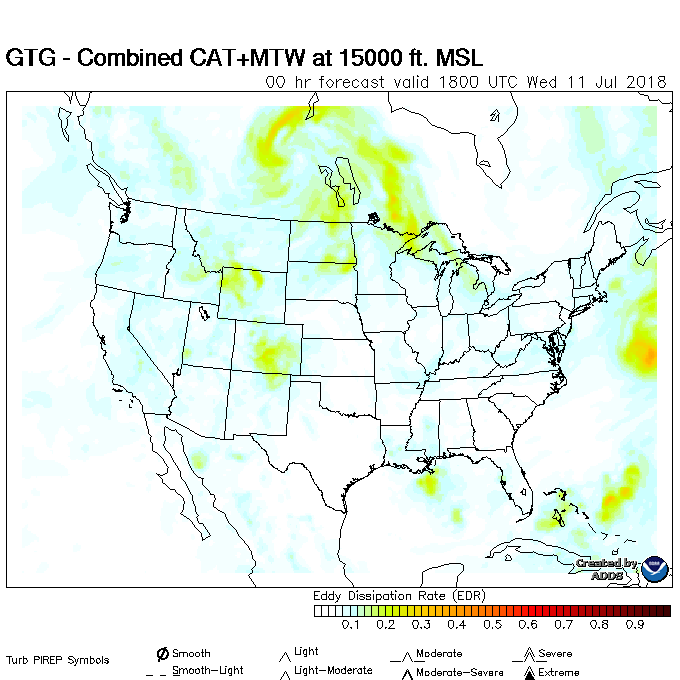 GTG - Combined CAT+MTW at 15000 ft. MSL
00 hr forecast valid 1800 UTC Wed 11 Jul 2018
Created by
ADDS
NOAA
Eddy Dissipation Rate (EDR)
0.1 0.2 0.3 0.4 0.5 0.6 0.7 0.8 0.9
Turb PIREP Symbols
Smooth Light Moderate Severe
Smooth-Light Light-Moderate Moderate-Severe Extreme